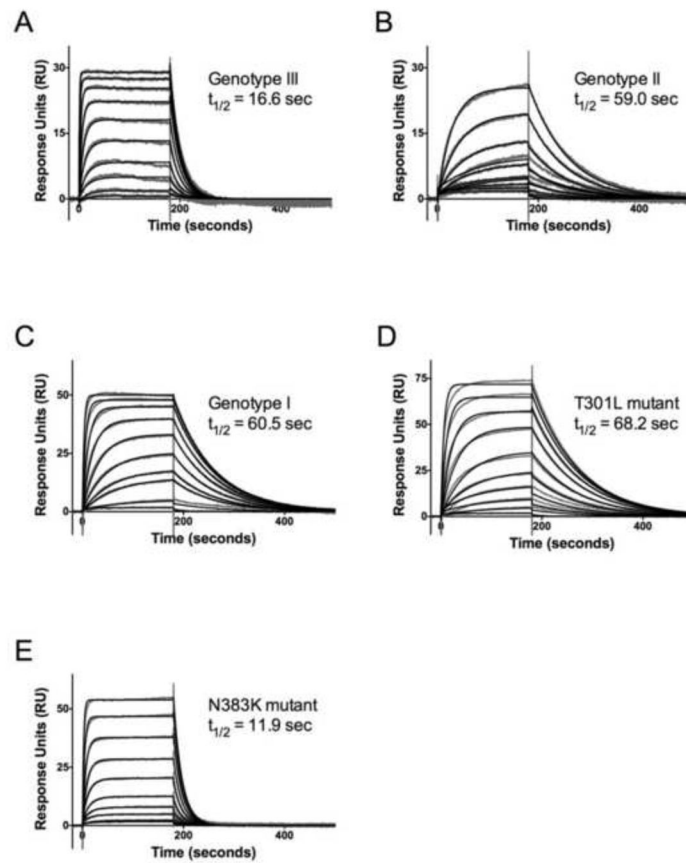 A
Response Units (RU)
30
15
0
Genotype III
t1/2 = 16.6 sec
200
400
Time (seconds)
B
Response Units (RU)
30
15
0
Genotype II
t1/2 = 59.0 sec
0
200
400
Time (seconds)
C
Response Units (RU)
50
25
0
Genotype I
t1/2 = 60.5 sec
0
200
400
Time (seconds)
D
Response Units (RU)
75
50
25
0
T301L mutant
t1/2 = 68.2 sec
0
200
400
Time (seconds)
E
Response Units (RU)
50
25
0
N383K mutant
t1/2 = 11.9 sec
0
200
400
Time (seconds)